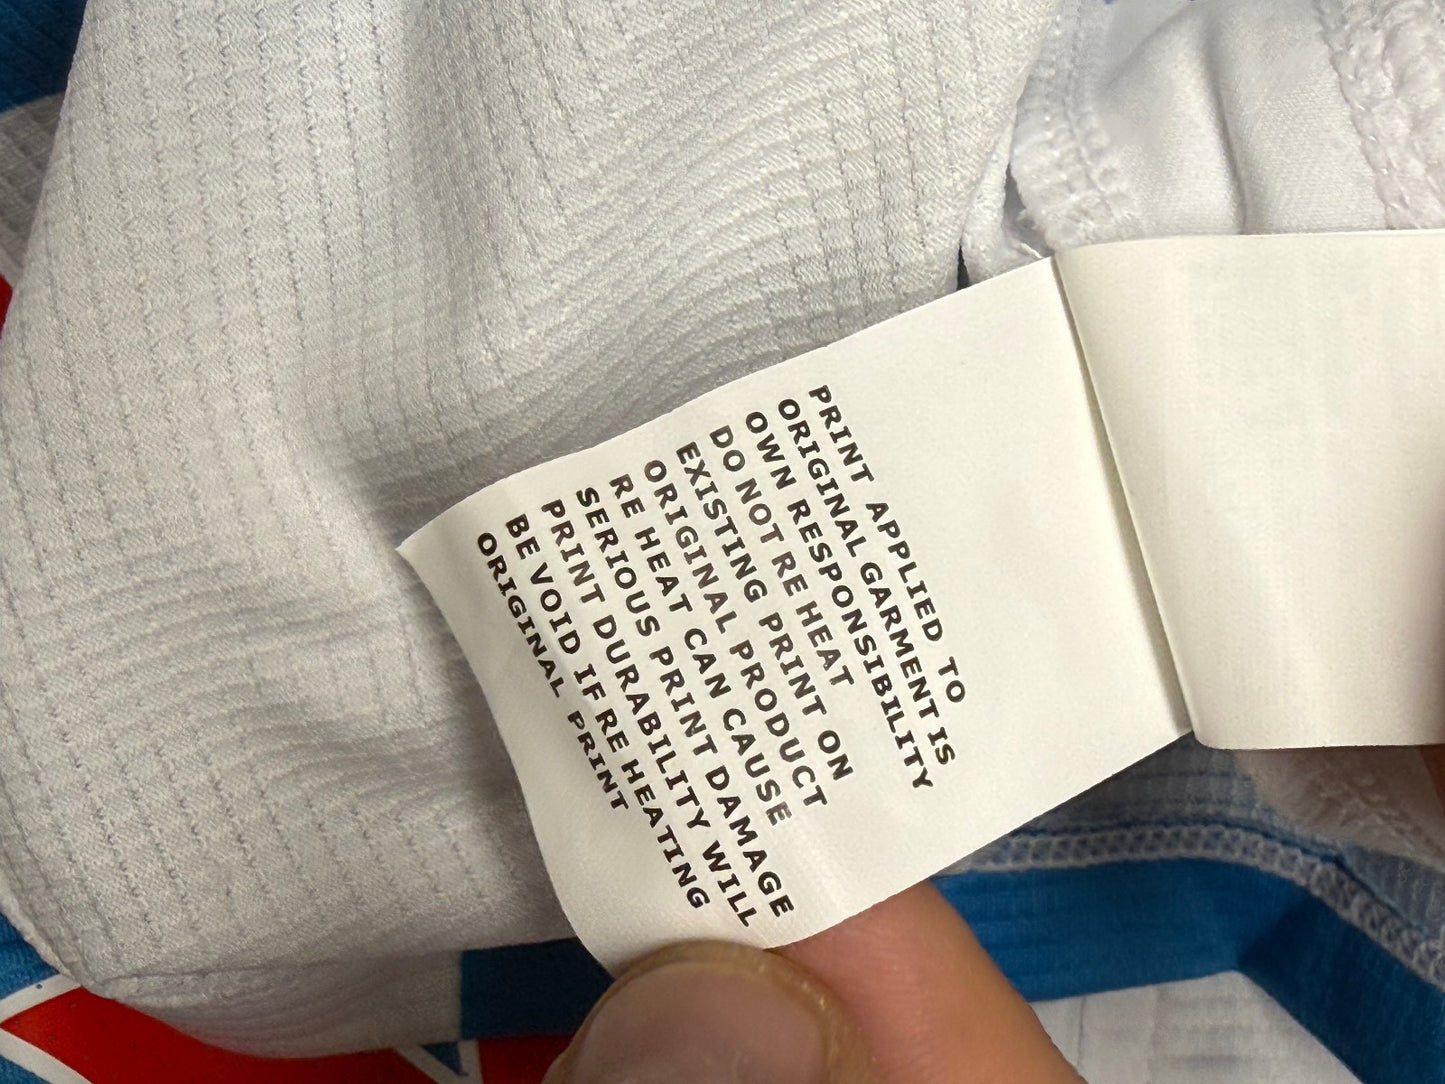 PRINT APPLIED TO
ORIGINAL GARMENT IS
OWN RESPONSIBILITY
DO NOT RE HEAT
EXISTING PRINT ON
ORIGINAL PRODUCT
RE HEAT CAN CAUSE
SERIOUS PRINT DAMAGE
PRINT DURABILITY WILL
BE VOID IF RE HEATING
ORIGINAL PRINT